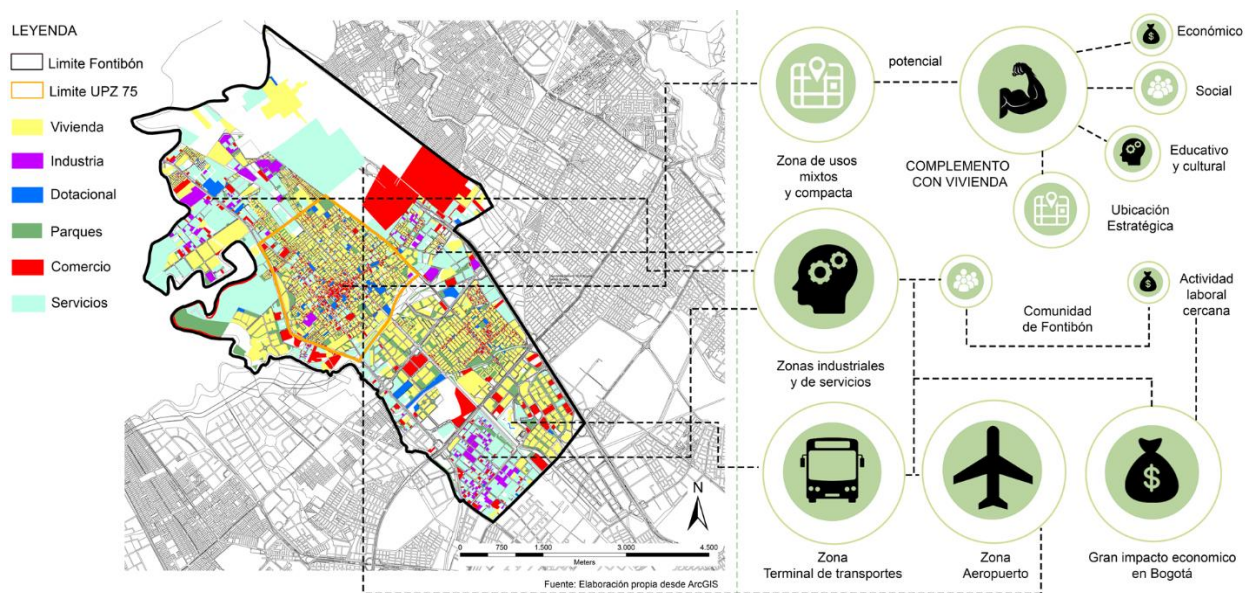 LEYENDA
Limite Fontibón
Limite UPZ 75
Vivienda
Industria
Dotacional
Parques
Comercio
Servicios
N
0 750 1.500 3.000 4.500
Meters
Fuente: Elaboración propia desde ArcGIS
potencial
Zona de usos
mixtos
y compacta
COMPLEMENTO
CON VIVIENDA
Económico
Social
Educativo
y cultural
Ubicación
Estratégica
Zonas industriales
y de servicios
Comunidad
de Fontibón
Actividad
laboral
cercana
Zona
Terminal de transportes
Zona
Aeropuerto
Gran impacto economico
en Bogotá